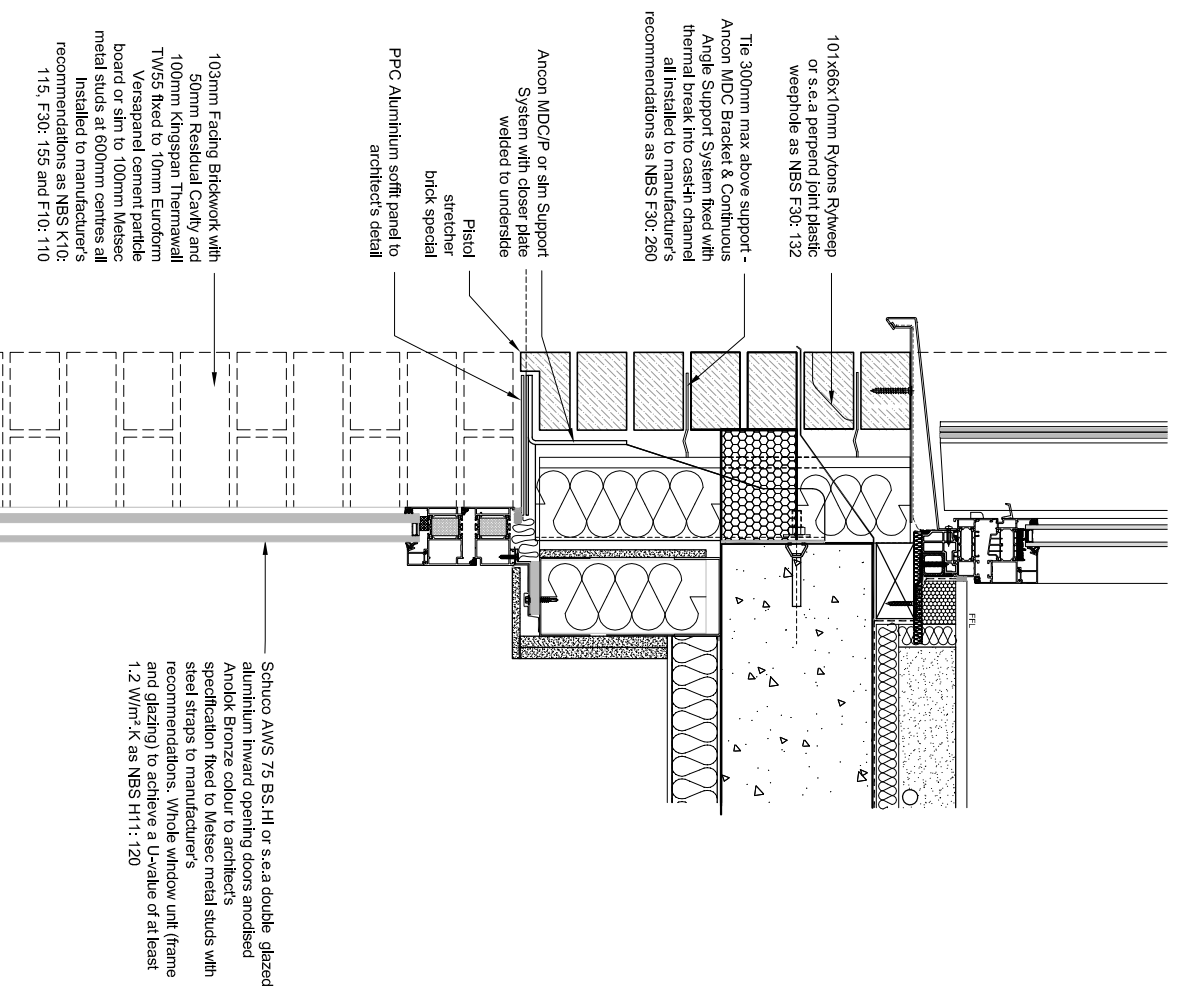 101x66x10mm Rytons Rytweep
or s.e.a perpend joint plastic
weephole as NBS F30: 132
Tie 300mm max above support -
Ancon MDC Bracket & Continuous
Angle Support System fixed with
thermal break into cast-in channel
all installed to manufacturer's
recommendations as NBS F30: 260
Ancon MDC/P or sim Support
System with closer plate
welded to underside
Pistol
stretcher
brick special
PPC Aluminium soffit panel to
architect's detail
103mm Facing Brickwork with
50mm Residual Cavity and
100mm Kingspan Thermawall
TW55 fixed to 10mm Euroform
Versapanel cement particle
board or sim to 100mm Metsec
metal studs at 600mm centres all
Installed to manufacturer's
recommendations as NBS K10:
115, F30: 155 and F10: 110
FFL
Schuco AWS 75 BS.HI or s.e.a double glazed
aluminium inward opening doors anodised
Anolok Bronze colour to architect's
specification fixed to Metsec metal studs with
steel straps to manufacturer's
recommendations. Whole window unit (frame
and glazing) to achieve a U-value of at least
1.2 W/m².K as NBS H11: 120